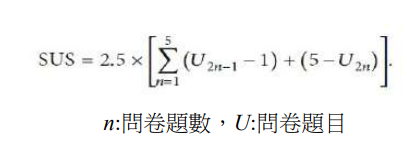 SUS = 2.5 × [∑_{n=1}^{5} (U_{2n−1} − 1) + (5 − U_{2n})].
n:問卷題數，U:問卷題目